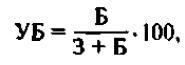 УБ = Б / (З + Б) · 100,